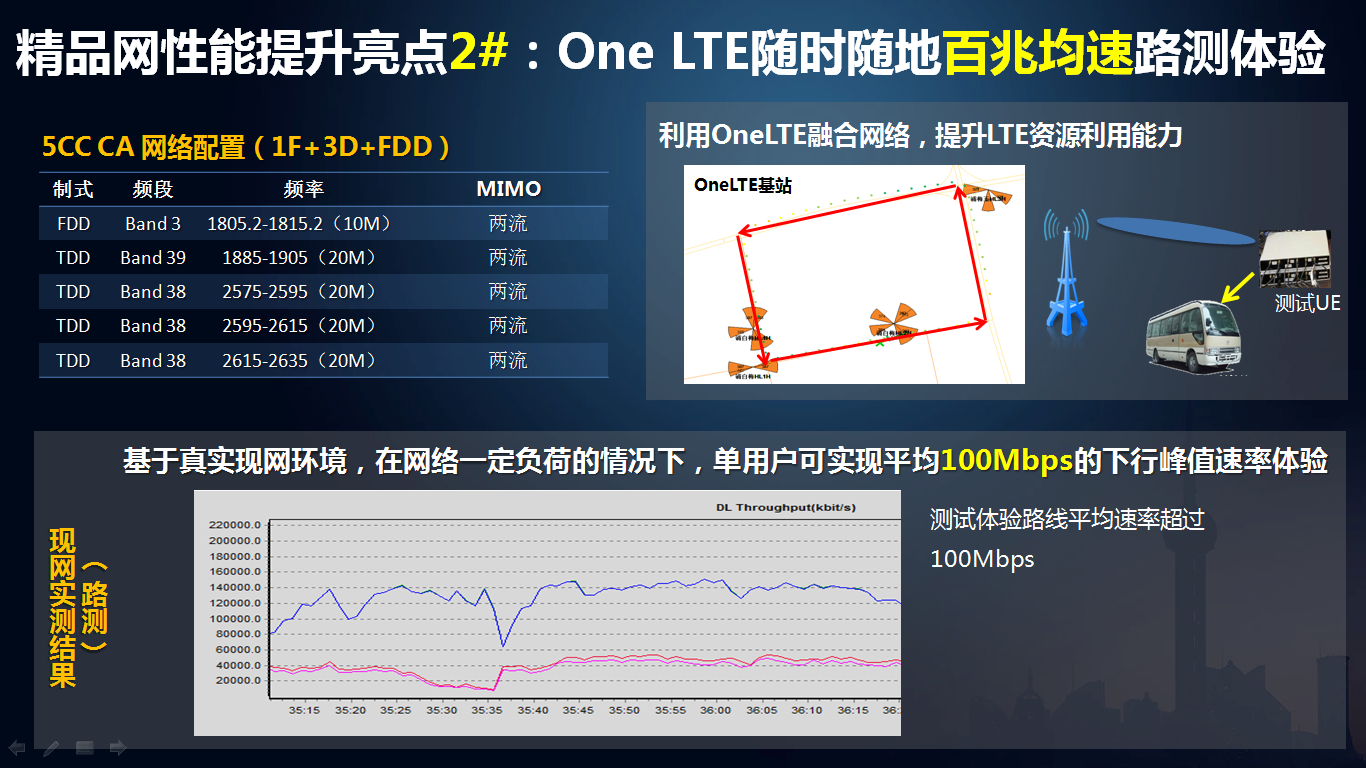 精品网性能提升亮点2#：One LTE随时随地百兆均速路测体验
5CC CA 网络配置（1F+3D+FDD）
制式 频段 频率 MIMO
FDD Band 3 1805.2-1815.2（10M） 两流
TDD Band 39 1885-1905（20M） 两流
TDD Band 38 2575-2595（20M） 两流
TDD Band 38 2595-2615（20M） 两流
TDD Band 38 2615-2635（20M） 两流
利用OneLTE融合网络，提升LTE资源利用能力
OneLTE基站
测试UE
基于真实现网环境，在网络一定负荷的情况下，单用户可实现平均100Mbps的下行峰值速率体验
现网实测结果
（路测）
DL Throughput(kbit/s)
220000.0
200000.0
180000.0
160000.0
140000.0
120000.0
100000.0
80000.0
60000.0
40000.0
20000.0
35:15 35:20 35:25 35:30 35:35 35:40 35:45 35:50 35:55 36:00 36:05 36:10 36:15
测试体验路线平均速率超过
100Mbps